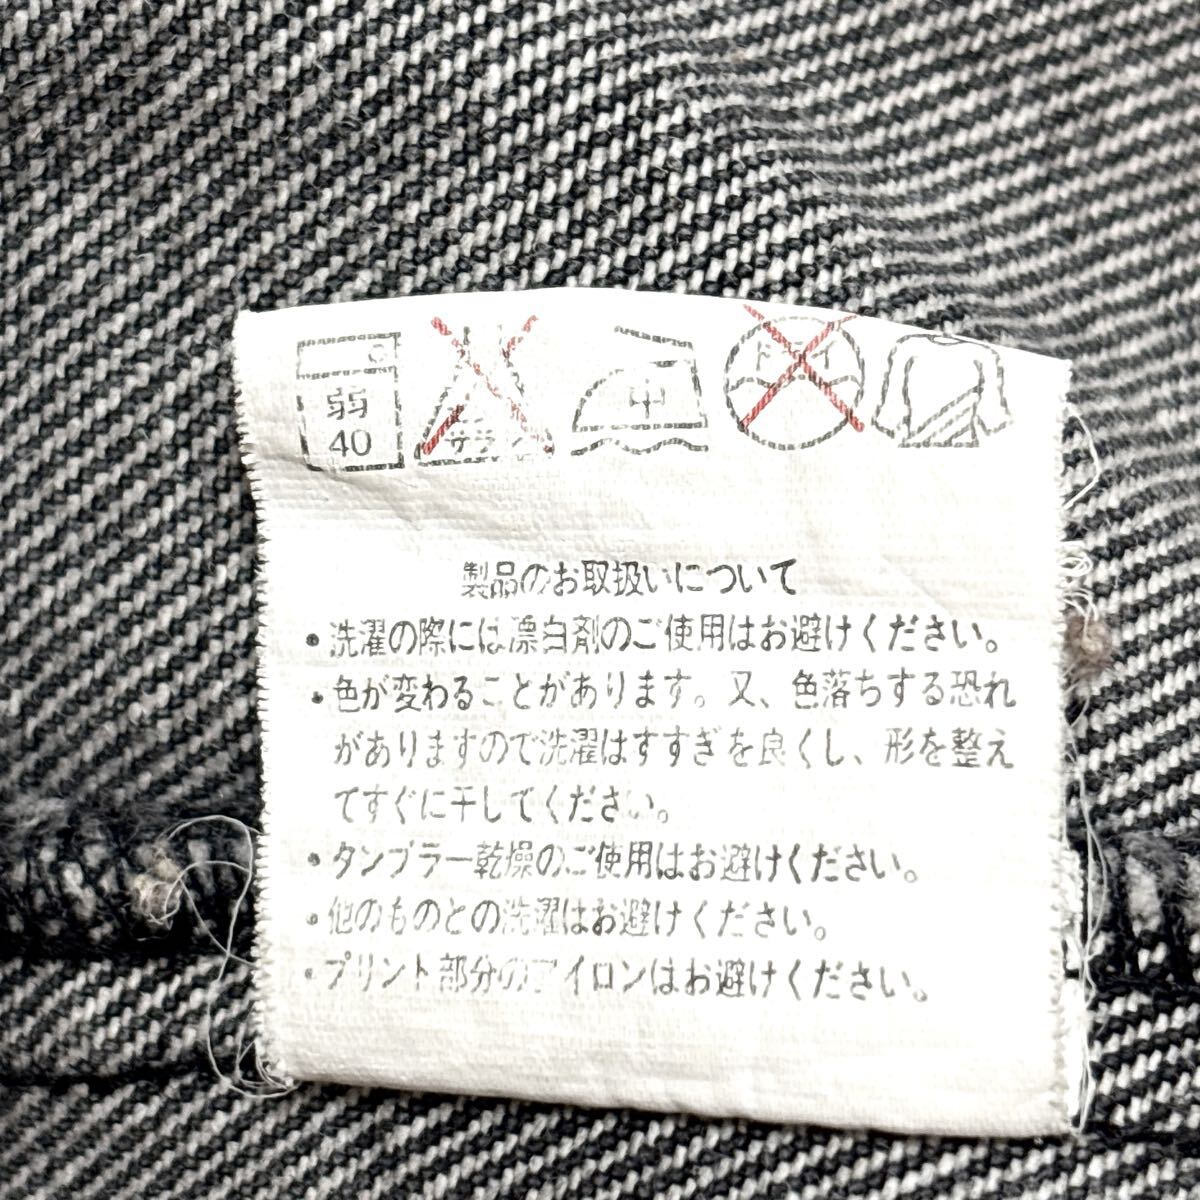 弱
40
中
ドライ
製品のお取扱いについて
・洗濯の際には漂白剤のご使用はお避けください。
・色が変わることがあります。又、色落ちする恐れ
がありますので洗濯はすすぎを良くし、形を整え
てすぐに干してください。
・タンブラー乾燥のご使用はお避けください。
・他のものとの洗濯はお避けください。
・プリント部分のアイロンはお避けください。